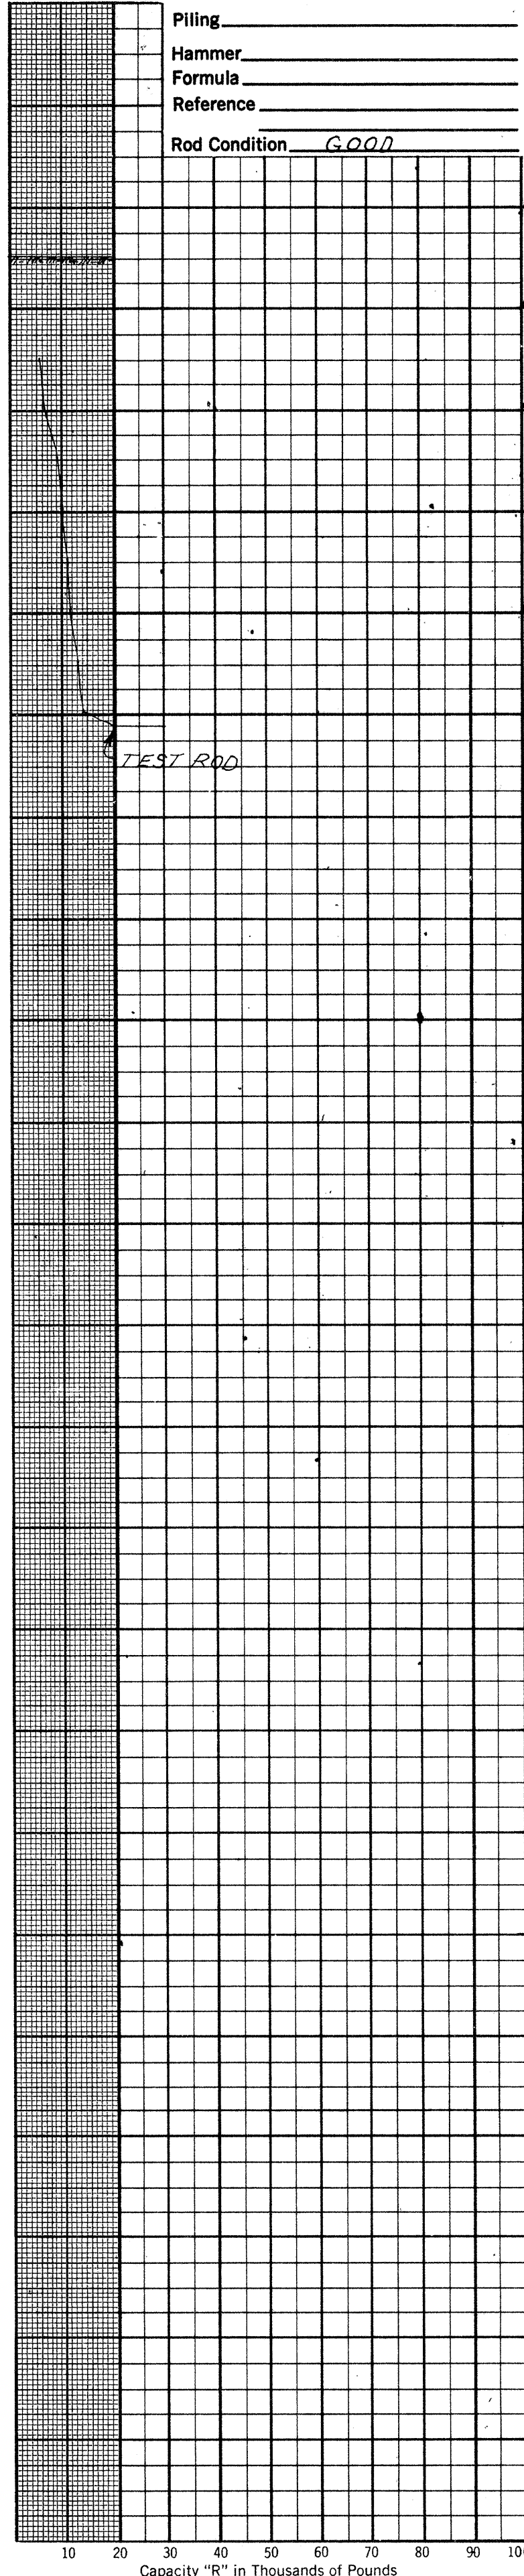 Piling
Hammer
Formula
Reference
Rod Condition GOOD
TEST ROD
10 20 30 40 50 60 70 80 90 10
Capacity "R" in Thousands of Pounds